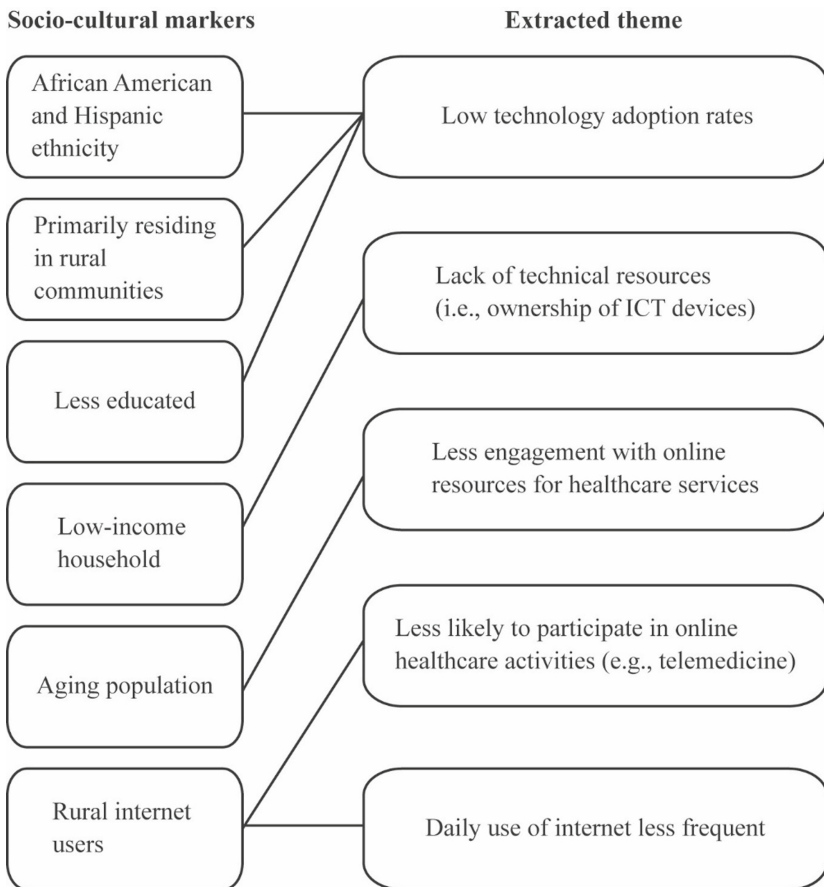 Socio-cultural markers
Extracted theme
African American
and Hispanic
ethnicity
Low technology adoption rates
Primarily residing
in rural
communities
Lack of technical resources
(i.e., ownership of ICT devices)
Less educated
Less engagement with online
resources for healthcare services
Low-income
household
Less likely to participate in online
healthcare activities (e.g., telemedicine)
Aging population
Rural internet
users
Daily use of internet less frequent